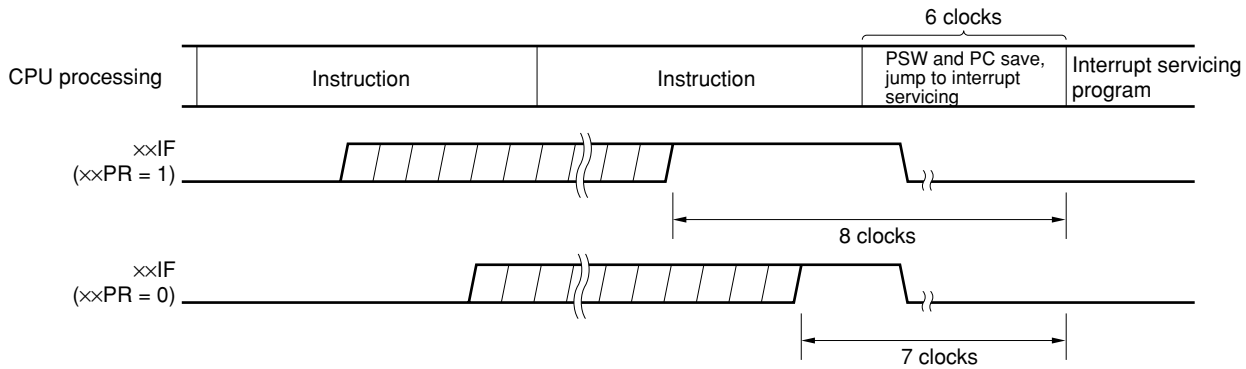 6 clocks
CPU processing
Instruction
Instruction
PSW and PC save,
jump to interrupt
servicing
Interrupt servicing
program
××IF
(××PR = 1)
8 clocks
××IF
(××PR = 0)
7 clocks